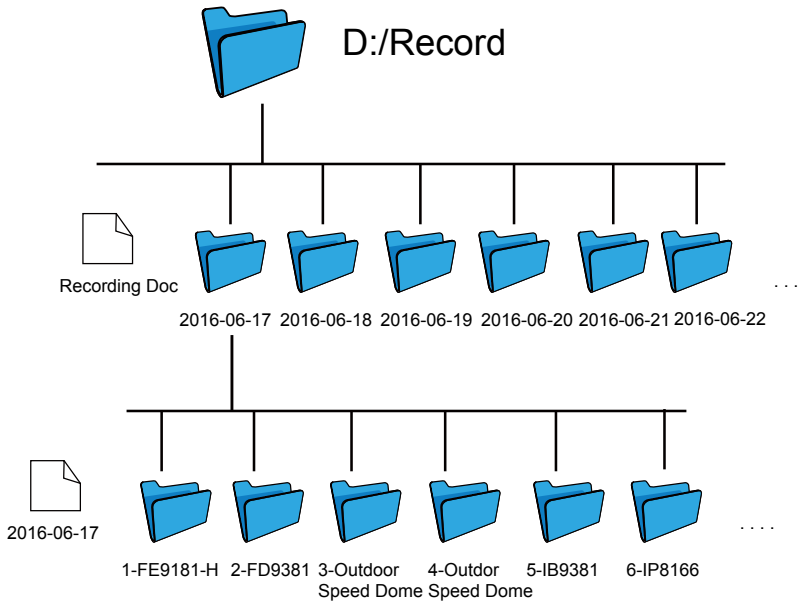 D:/Record
Recording Doc
2016-06-17 2016-06-18 2016-06-19 2016-06-20 2016-06-21 2016-06-22
. . .
2016-06-17
1-FE9181-H 2-FD9381 3-Outdoor 4-Outdor 5-IB9381 6-IP8166
Speed Dome Speed Dome
. . . .